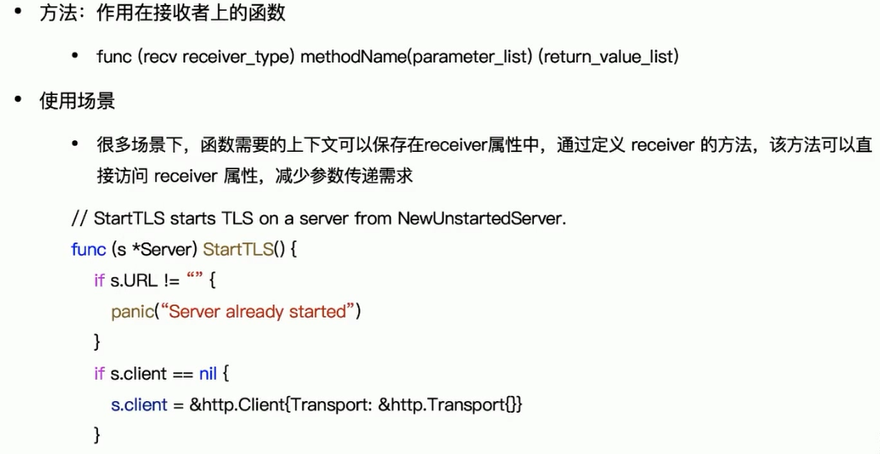 • 方法：作用在接收者上的函数
• func (recv receiver_type) methodName(parameter_list) (return_value_list)
• 使用场景
• 很多场景下，函数需要的上下文可以保存在receiver属性中，通过定义 receiver 的方法，该方法可以直
接访问 receiver 属性，减少参数传递需求
// StartTLS starts TLS on a server from NewUnstartedServer.
func (s *Server) StartTLS() {
if s.URL != “” {
panic(“Server already started”)
}
if s.client == nil {
s.client = &http.Client{Transport: &http.Transport{}}
}